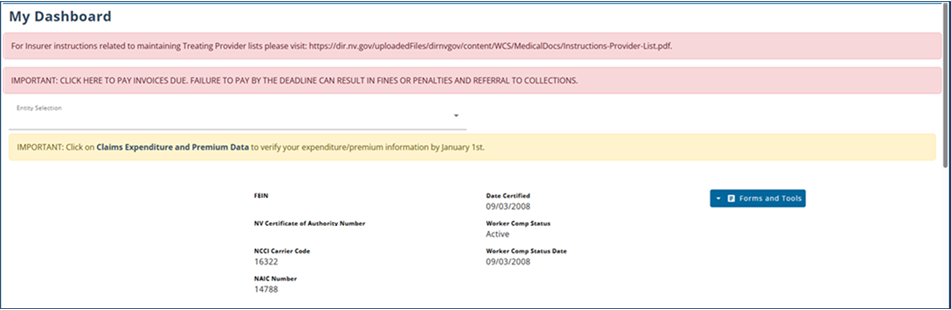 My Dashboard
For Insurer instructions related to maintaining Treating Provider lists please visit: https://dir.nv.gov/uploadedFiles/dirnvgov/content/WCS/MedicalDocs/Instructions-Provider-List.pdf.
IMPORTANT: CLICK HERE TO PAY INVOICES DUE. FAILURE TO PAY BY THE DEADLINE CAN RESULT IN FINES OR PENALTIES AND REFERRAL TO COLLECTIONS.
Entity Selection
IMPORTANT: Click on Claims Expenditure and Premium Data to verify your expenditure/premium information by January 1st.
FEIN
NV Certificate of Authority Number
NCCI Carrier Code
16322
NAIC Number
14788
Date Certified
09/03/2008
Worker Comp Status
Active
Worker Comp Status Date
09/03/2008
Forms and Tools